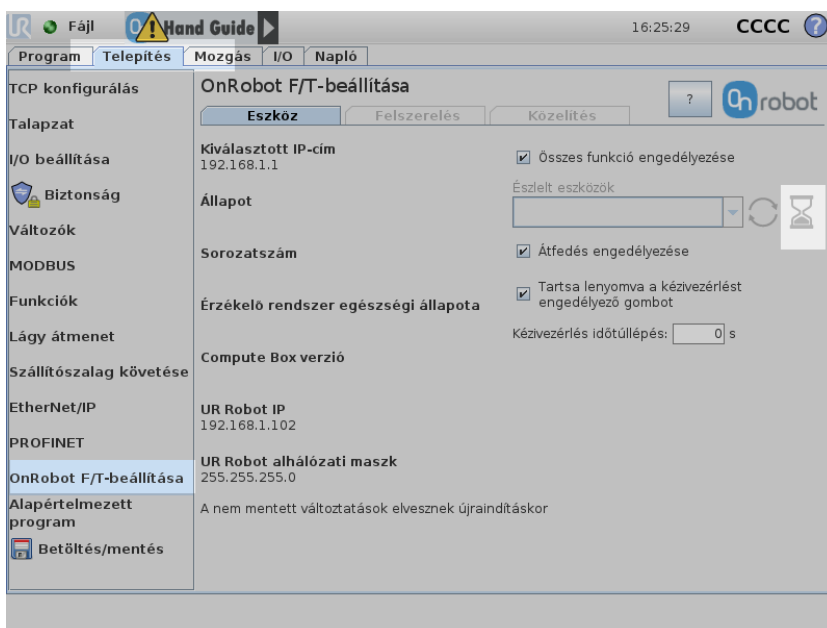 Fájl
Hand Guide
16:25:29
CCCC
?
Program
Telepítés
Mozgás
I/O
Napló
TCP konfigurálás
Talapzat
I/O beállítása
Biztonság
Változók
MODBUS
Funkciók
Lágy átmenet
Szállítószalag követése
EtherNet/IP
PROFINET
OnRobot F/T-beállítása
Alapértelmezett
program
Betöltés/mentés
OnRobot F/T-beállítása
?
On robot
Eszköz
Felszerelés
Közelítés
Kiválasztott IP-cím
192.168.1.1
Állapot
Sorozatszám
Érzékelő rendszer egészségi állapota
Compute Box verzió
UR Robot IP
192.168.1.102
UR Robot alhálózati maszk
255.255.255.0
A nem mentett változtatások elvesznek újraindításkor
Összes funkció engedélyezése
Észlelt eszközök
Átfedés engedélyezése
Tartsa lenyomva a kézivezérlést
engedélyező gombot
Kézivezérlés időtúllépés: 0 s